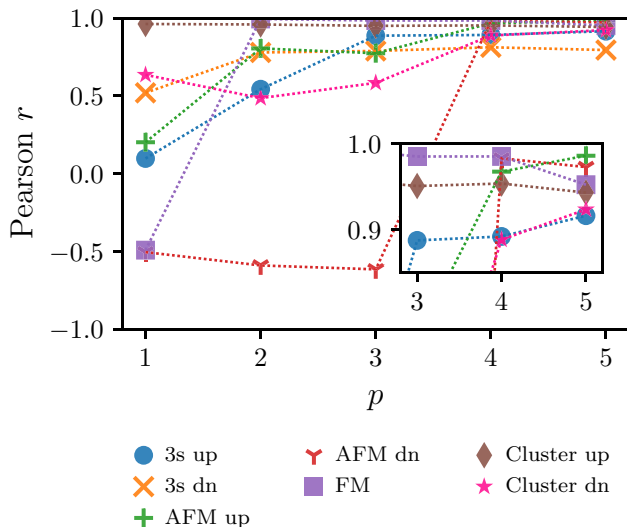 1.0
0.5
0.0
−0.5
−1.0
Pearson r
1.0
0.9
3 4 5
1 2 3 4 5
p
3s up AFM dn Cluster up
3s dn FM Cluster dn
AFM up